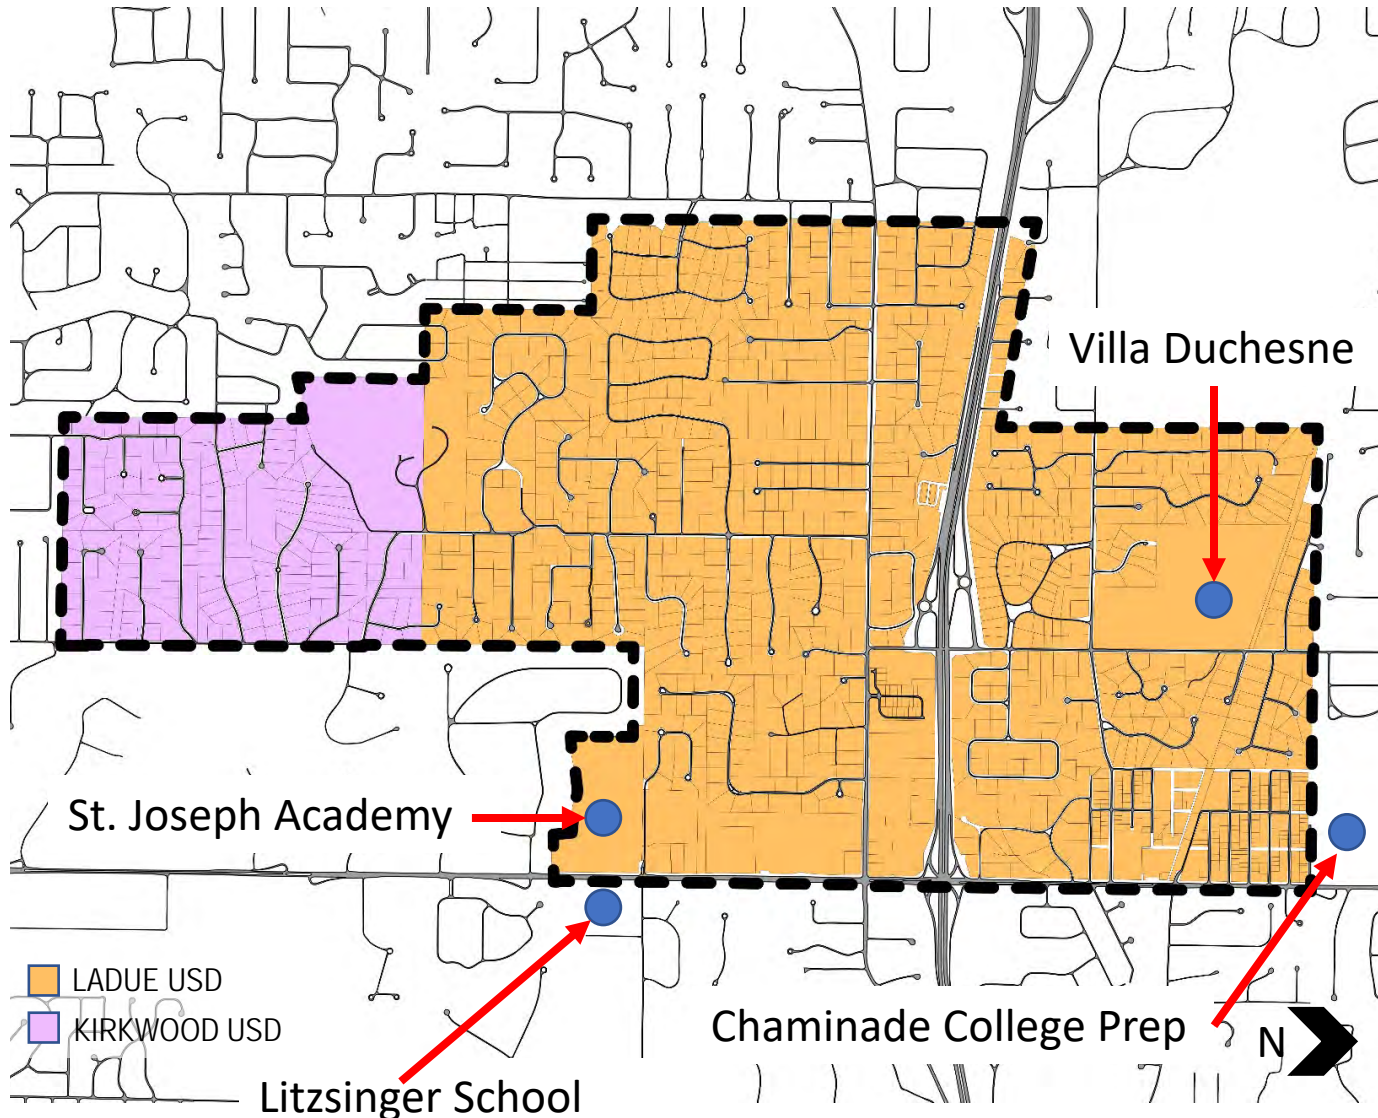 Villa Duchesne
St. Joseph Academy
LADUE USD
KIRKWOOD USD
Chaminade College Prep
N
Litzsinger School